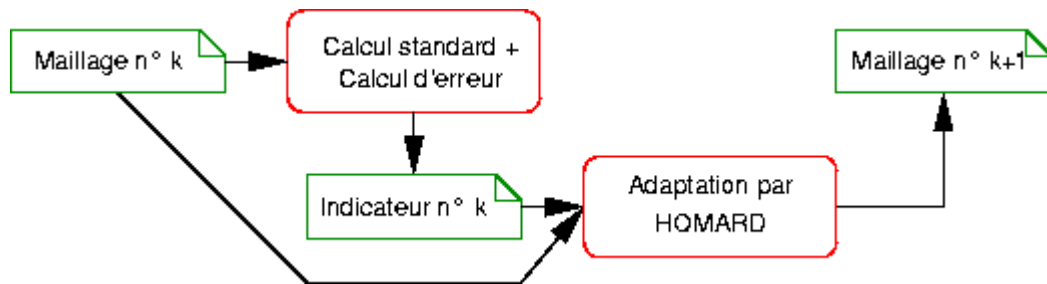 Maillage n° k
Calcul standard +
Calcul d'erreur
Maillage n° k+1
Indicateur n° k
Adaptation par
HOMARD